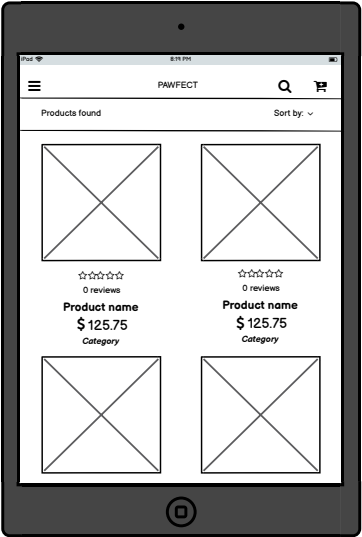 iPad
8:19 PM
PAWFECT
Products found
Sort by:
0 reviews
0 reviews
Product name
Product name
$ 125.75
$ 125.75
Category
Category